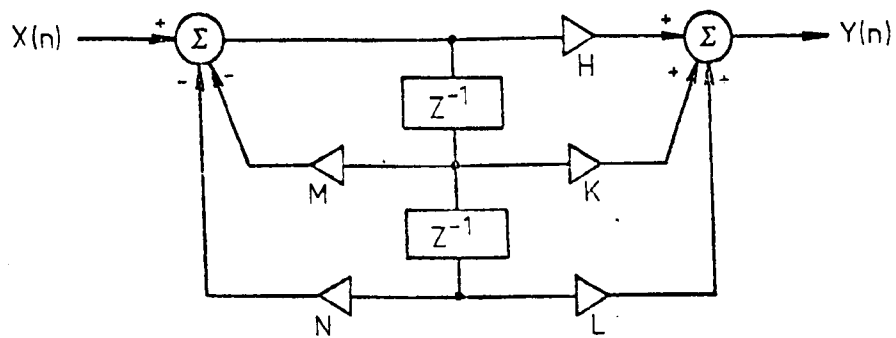 X(n) + Σ H + Σ Y(n)
- - + +
Z⁻¹
M K
Z⁻¹
N L